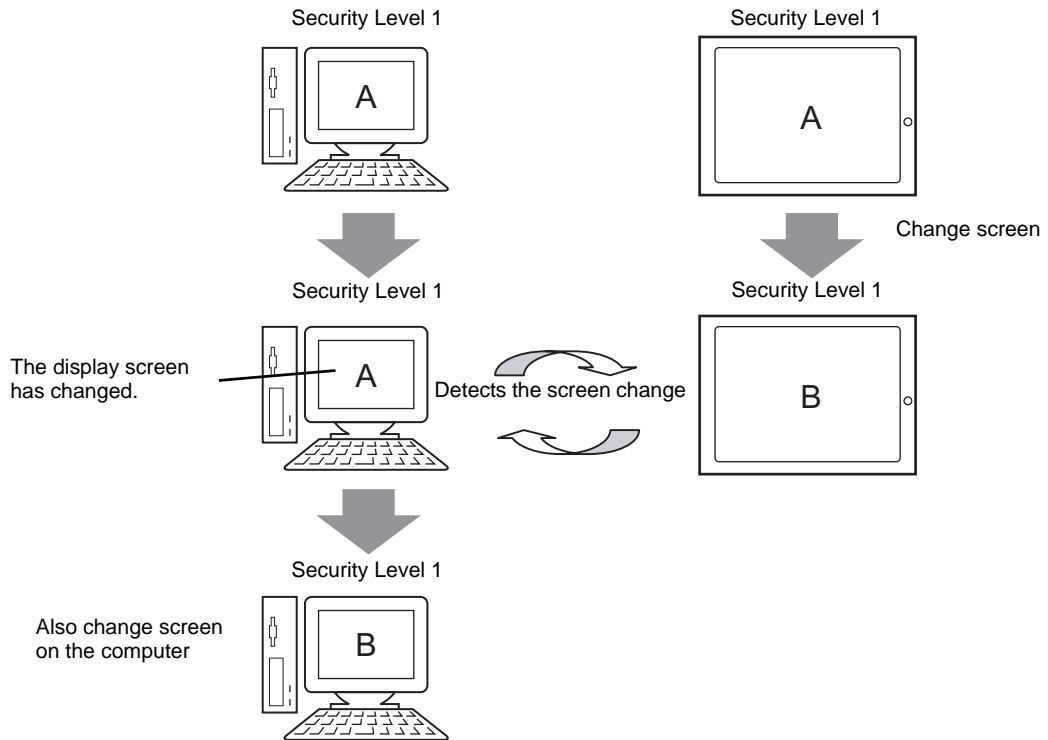 Security Level 1
Security Level 1
A
A
Change screen
Security Level 1
Security Level 1
The display screen
has changed.
A
Detects the screen change
B
Security Level 1
Also change screen
on the computer
B